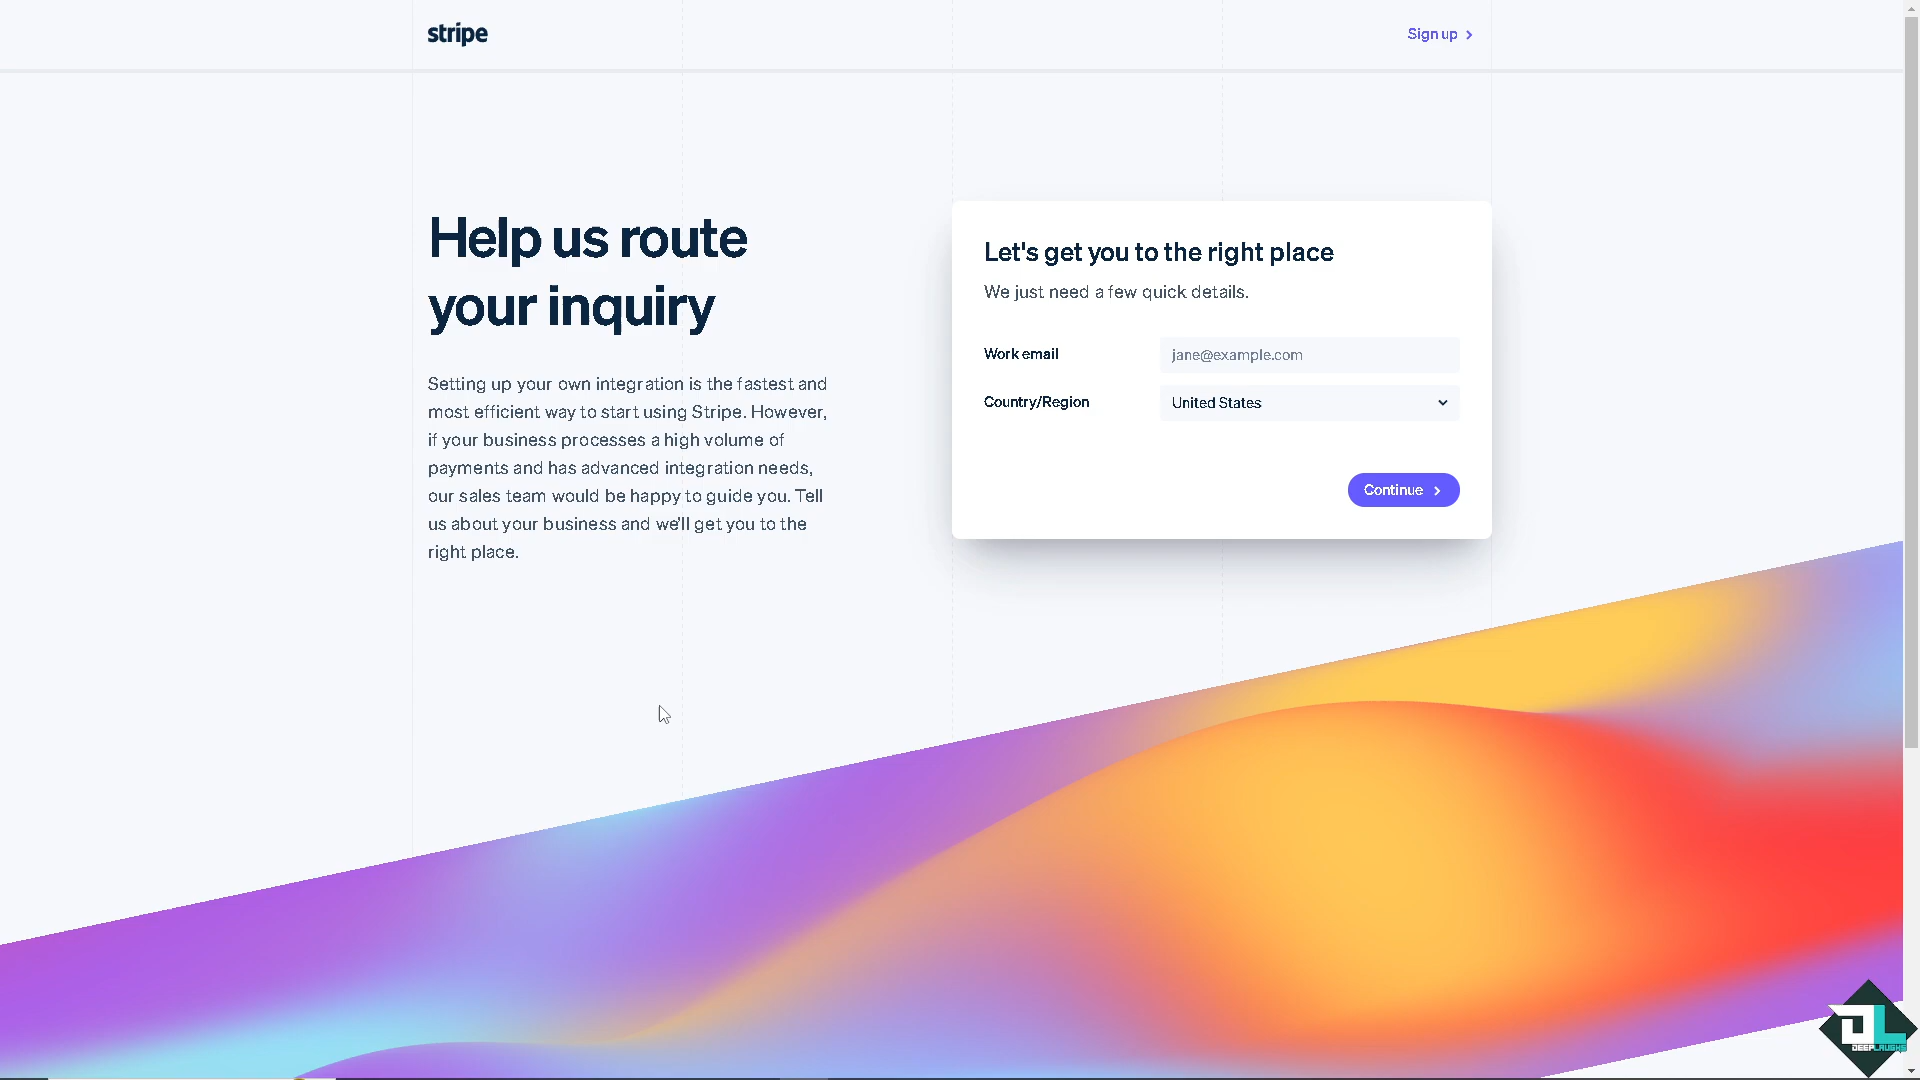 stripe
Sign up
Help us route
your inquiry
Setting up your own integration is the fastest and
most efficient way to start using Stripe. However,
if your business processes a high volume of
payments and has advanced integration needs,
our sales team would be happy to guide you. Tell
us about your business and we'll get you to the
right place.
Let's get you to the right place
We just need a few quick details.
Work email
jane@example.com
Country/Region
United States
Continue
DEEPLAUGHS